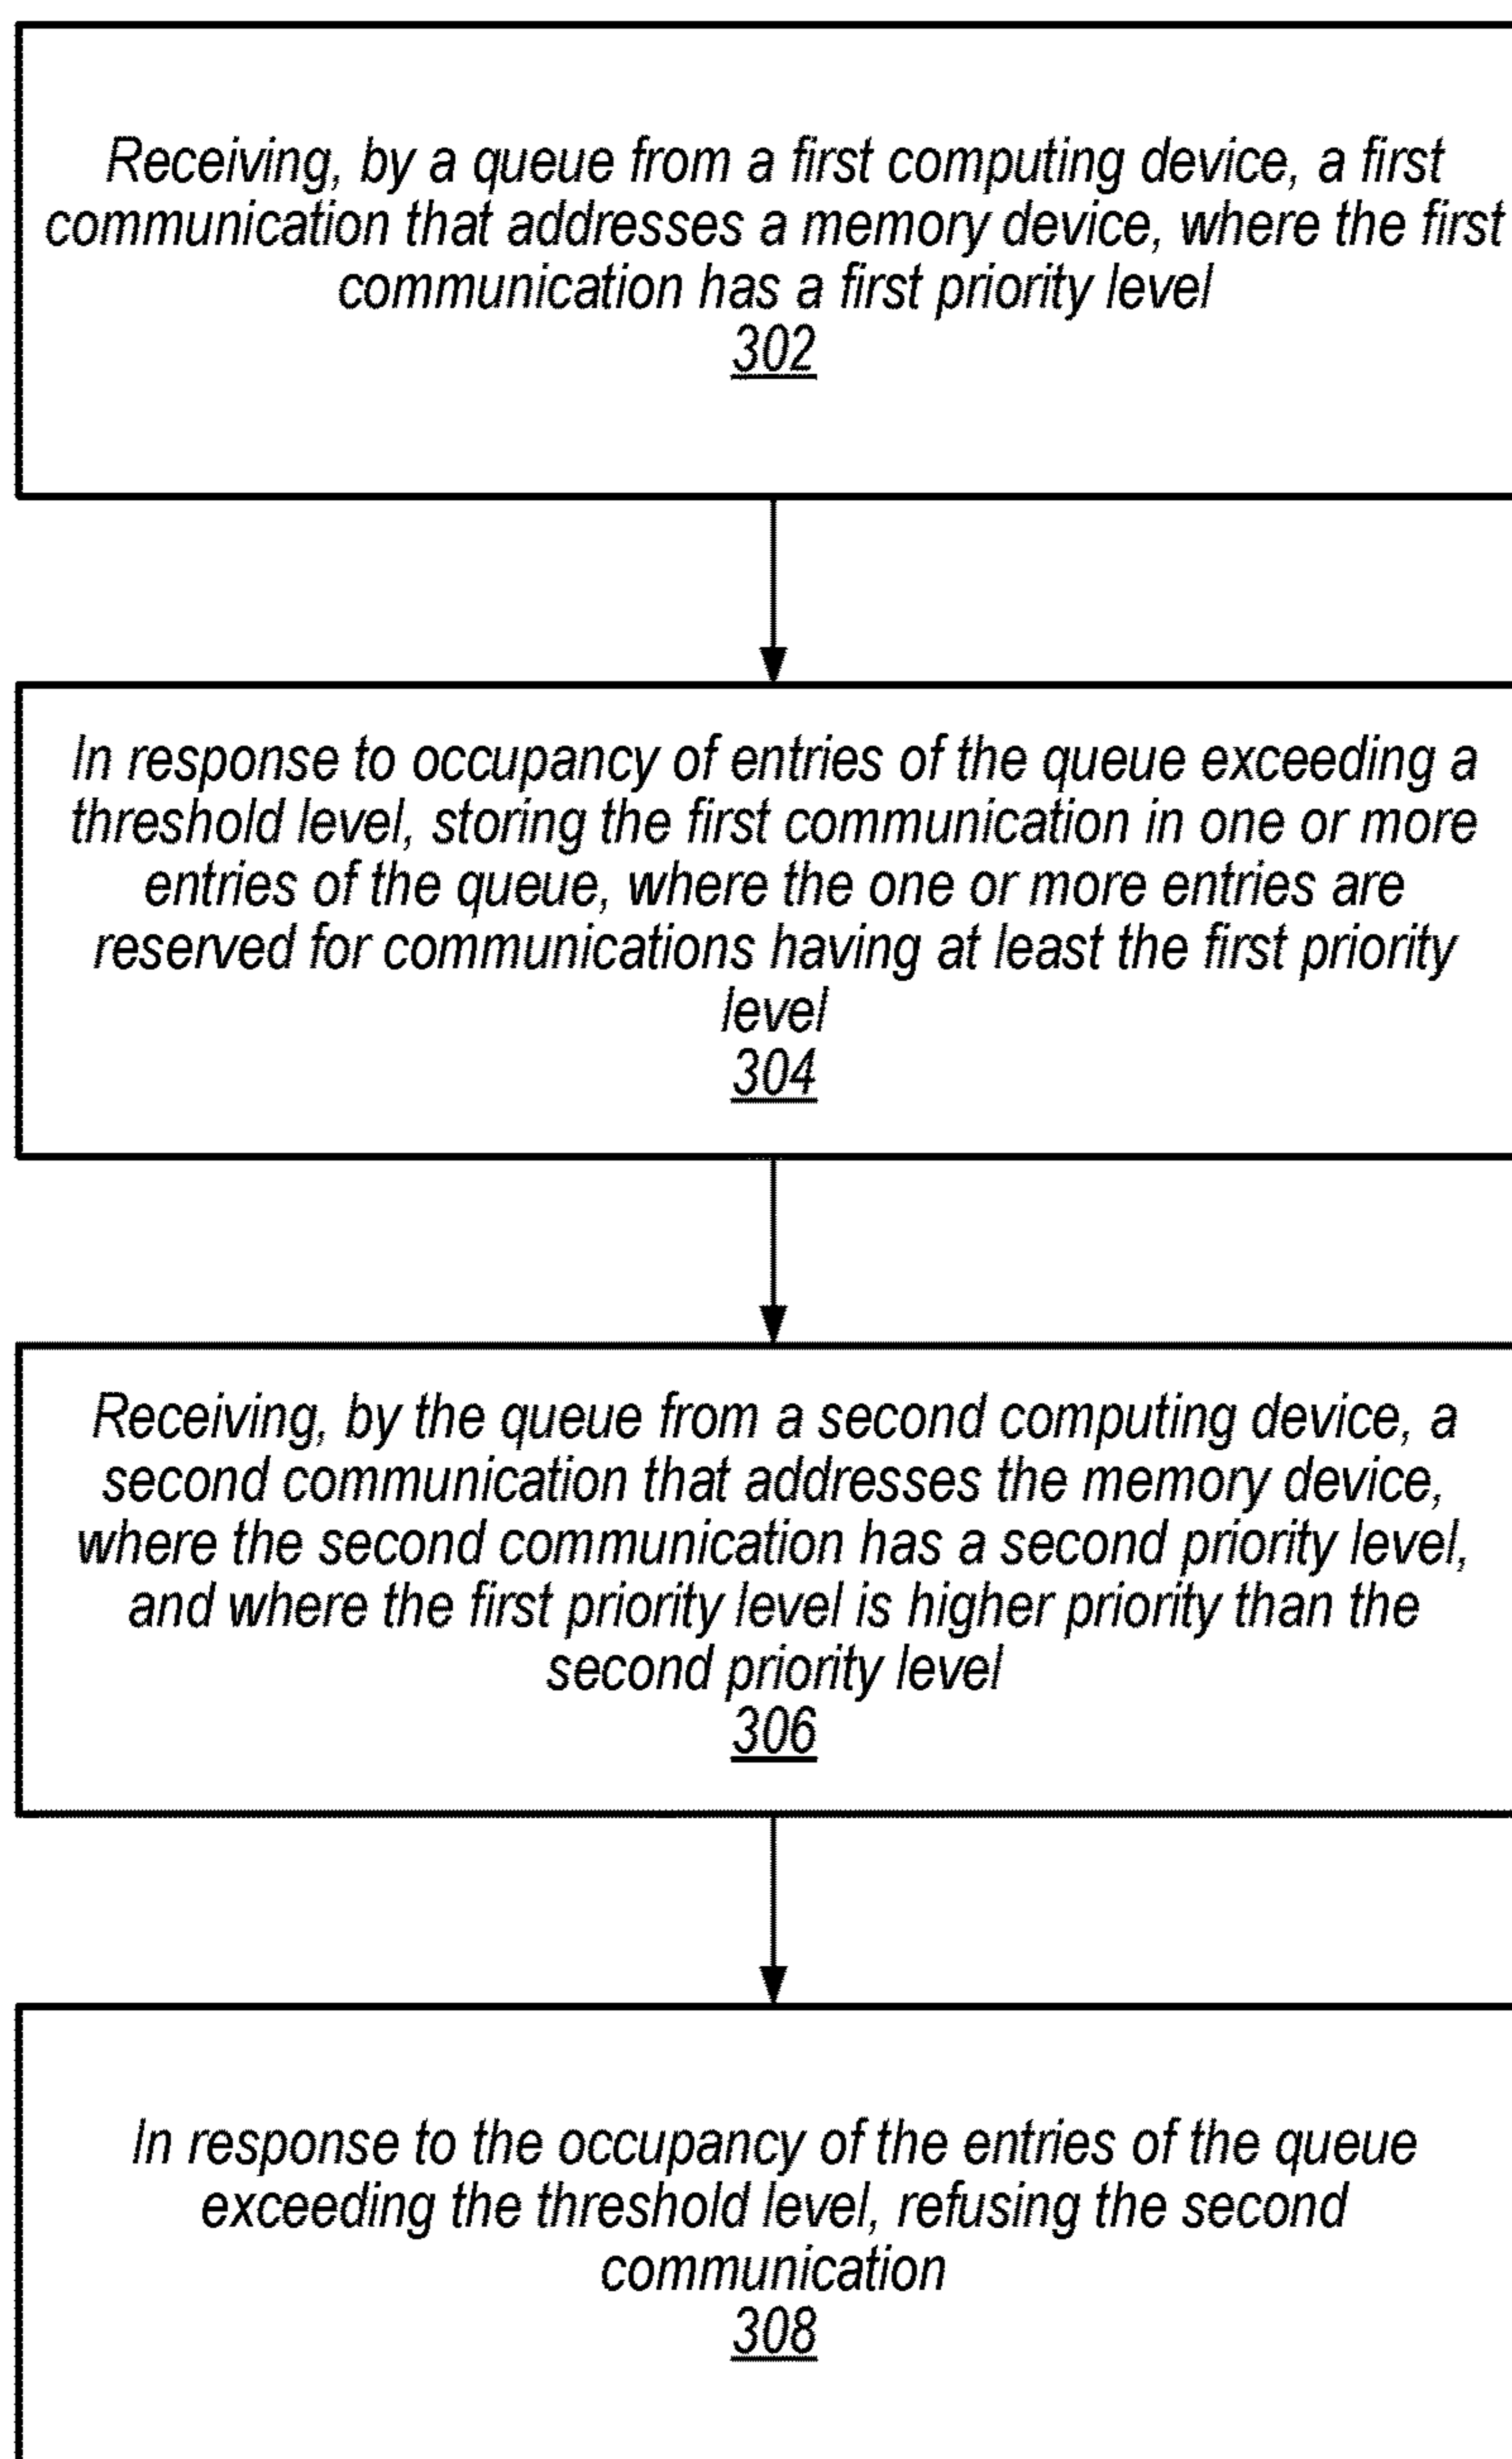 Receiving, by a queue from a first computing device, a first
communication that addresses a memory device, where the first
communication has a first priority level
302
In response to occupancy of entries of the queue exceeding a
threshold level, storing the first communication in one or more
entries of the queue, where the one or more entries are
reserved for communications having at least the first priority
level
304
Receiving, by the queue from a second computing device, a
second communication that addresses the memory device,
where the second communication has a second priority level,
and where the first priority level is higher priority than the
second priority level
306
In response to the occupancy of the entries of the queue
exceeding the threshold level, refusing the second
communication
308